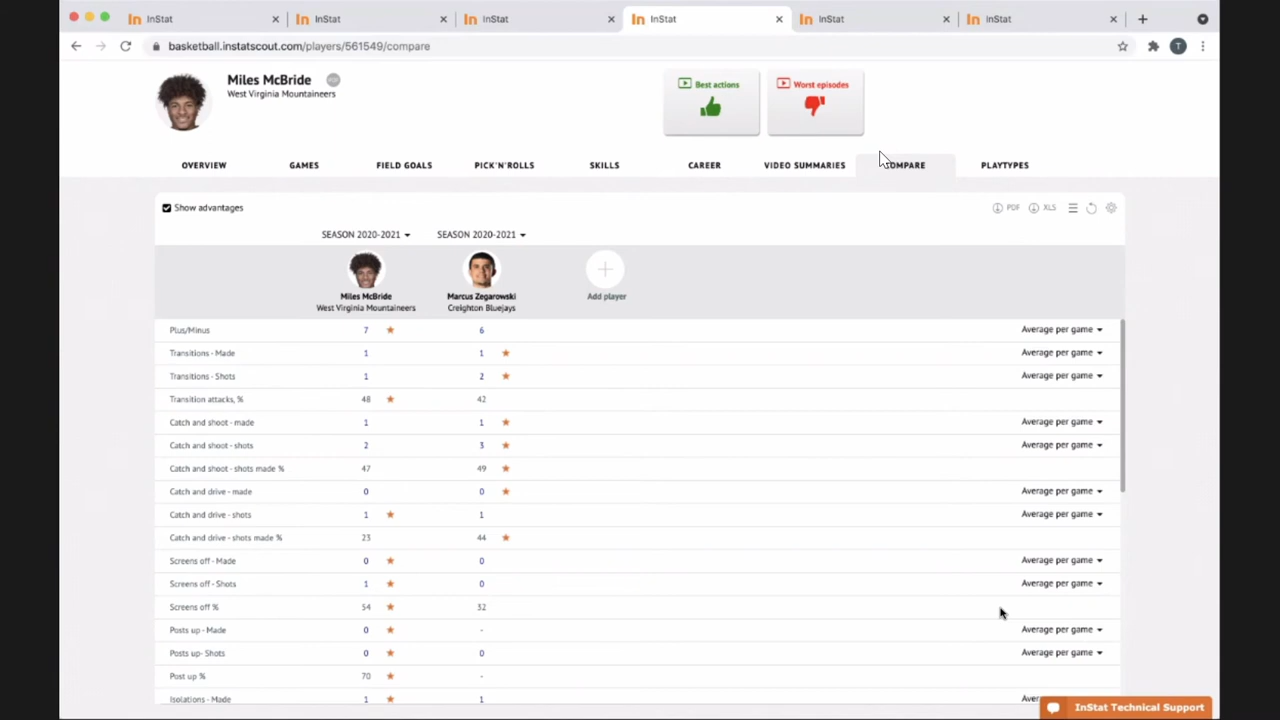 InStat InStat InStat InStat InStat InStat
basketball.instatscout.com/players/561549/compare T
Miles McBride
West Virginia Mountaineers
Best actions Worst episodes
OVERVIEW GAMES FIELD GOALS PICK'N'ROLLS SKILLS CAREER VIDEO SUMMARIES COMPARE PLAYTYPES
Show advantages PDF XLS
SEASON 2020-2021 SEASON 2020-2021
Miles McBride Marcus Zegarowski Add player
West Virginia Mountaineers Creighton Bluejays
Plus/Minus 7 6 Average per game
Transitions - Made 1 1 Average per game
Transitions - Shots 1 2 Average per game
Transition attacks, % 48 42
Catch and shoot - made 1 1 Average per game
Catch and shoot - shots 2 3 Average per game
Catch and shoot - shots made % 47 49
Catch and drive - made 0 0 Average per game
Catch and drive - shots 1 1 Average per game
Catch and drive - shots made % 23 44
Screens off - Made 0 0 Average per game
Screens off - Shots 1 0 Average per game
Screens off % 54 32
Posts up - Made 0 - Average per game
Posts up- Shots 0 0 Average per game
Post up % 70 -
Isolations - Made 1 1
InStat Technical Support